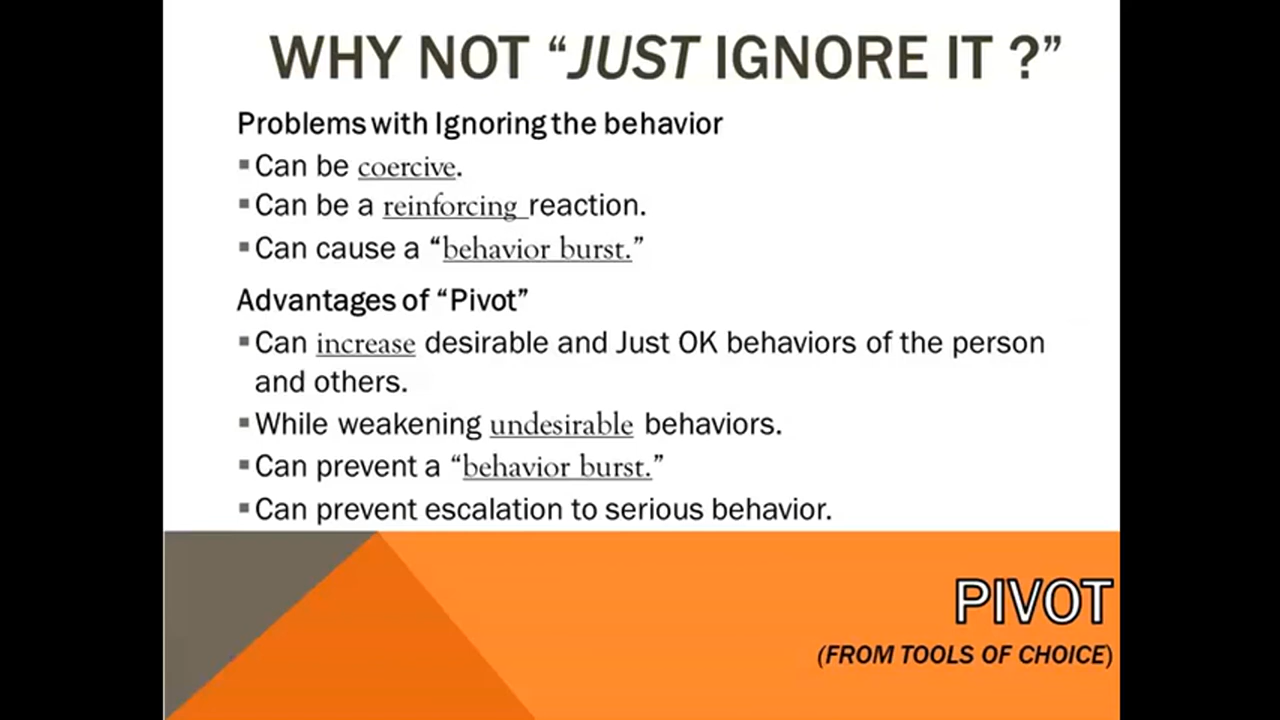 WHY NOT “JUST IGNORE IT ?”
Problems with Ignoring the behavior
▪Can be coercive.
▪Can be a reinforcing reaction.
▪Can cause a “behavior burst.”
Advantages of “Pivot”
▪Can increase desirable and Just OK behaviors of the person
and others.
▪While weakening undesirable behaviors.
▪Can prevent a “behavior burst.”
▪Can prevent escalation to serious behavior.
PIVOT
(FROM TOOLS OF CHOICE)